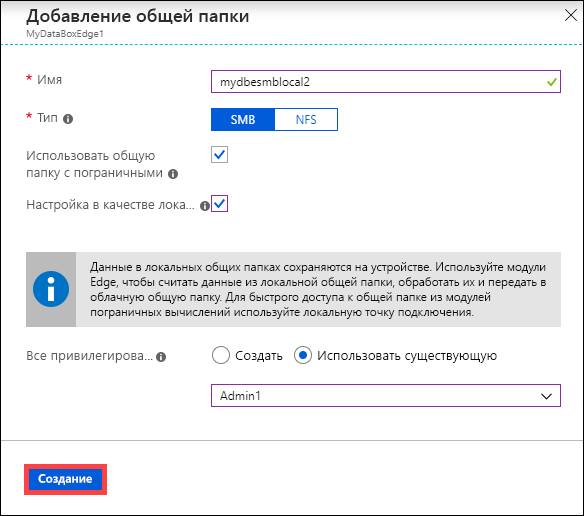 Добавление общей папки
MyDataBoxEdge1
* Имя
mydbesmblocal2
* Тип
SMB
NFS
Использовать общую
папку с пограничными
Настройка в качестве лока...
Данные в локальных общих папках сохраняются на устройстве. Используйте модули
Edge, чтобы считать данные из локальной общей папки, обработать их и передать в
облачную общую папку. Для быстрого доступа к общей папке из модулей
пограничных вычислений используйте локальную точку подключения.
Все привилегирова...
Создать
Использовать существующую
Admin1
Создание